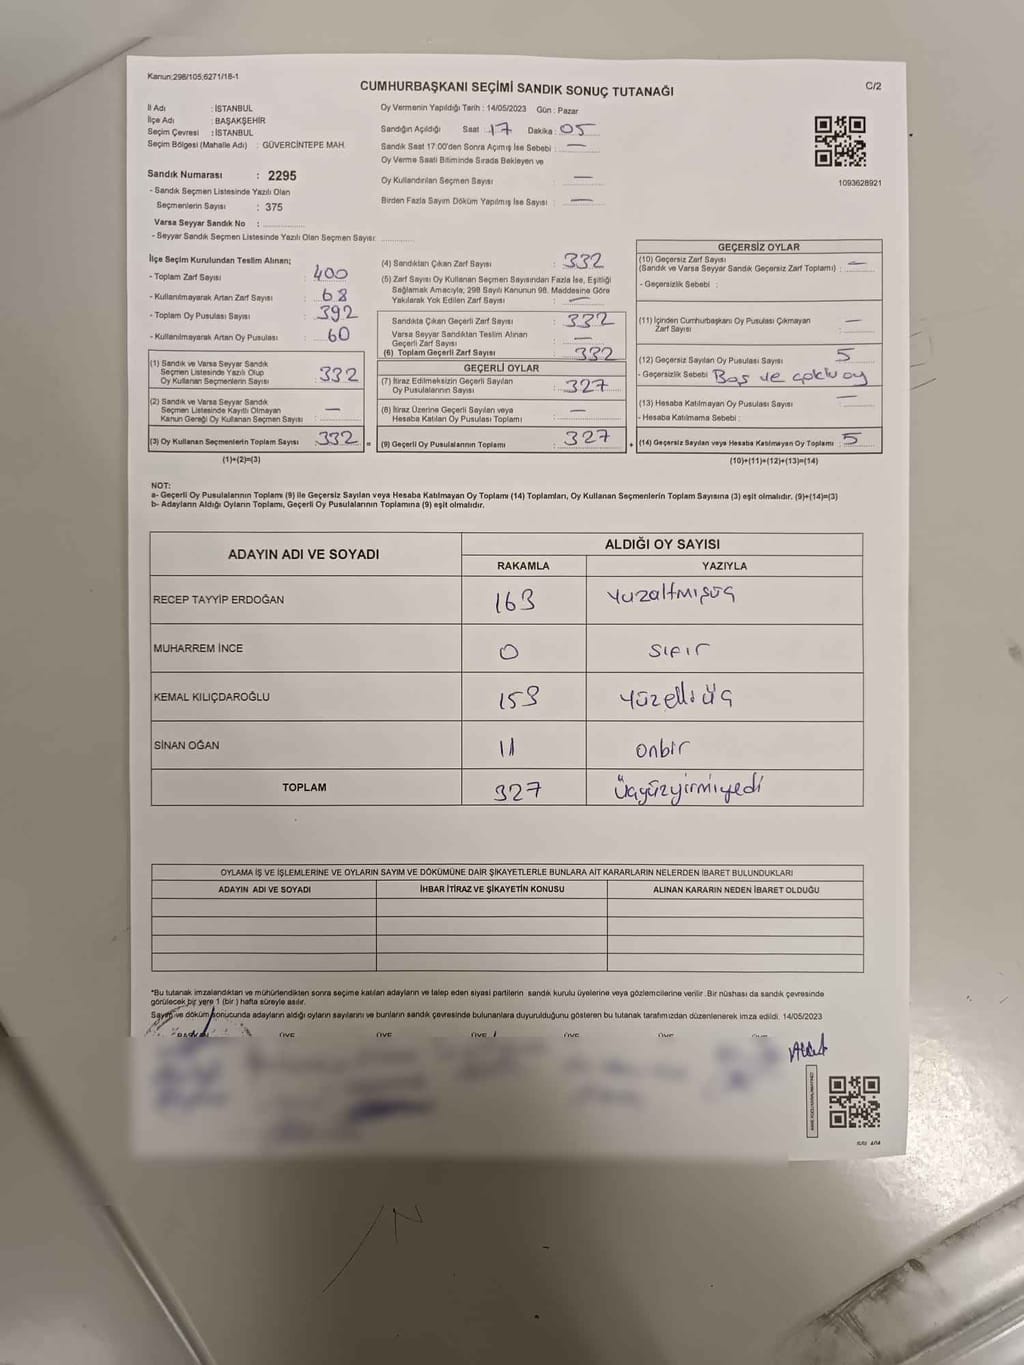 Kanun:298/105,6271/18-1
CUMHURBAŞKANI SEÇİMİ SANDIK SONUÇ TUTANAĞI
C/2
İl Adı : İSTANBUL
İlçe Adı : BAŞAKŞEHİR
Seçim Çevresi : İSTANBUL
Seçim Bölgesi (Mahalle Adı) : GÜVERCİNTEPE MAH.
Sandık Numarası : 2295
- Sandık Seçmen Listesinde Yazılı Olan
Seçmenlerin Sayısı : 375
Varsa Seyyar Sandık No :
- Seyyar Sandık Seçmen Listesinde Yazılı Olan Seçmen Sayısı:
Oy Vermenin Yapıldığı Tarih : 14/05/2023 Gün : Pazar
Sandığın Açıldığı Saat 17 Dakika : 05
Sandık Saat 17:00'den Sonra Açımış İse Sebebi : —
Oy Verme Saati Bitiminde Sırada Bekleyen ve
Oy Kullandırılan Seçmen Sayısı : —
Birden Fazla Sayım Döküm Yapılmış İse Sayısı : —
1093628921
İlçe Seçim Kurulundan Teslim Alınan;
- Toplam Zarf Sayısı : 400
- Kullanılmayarak Artan Zarf Sayısı : 68
- Toplam Oy Pusulası Sayısı : 392
- Kullanılmayarak Artan Oy Pusulası : 60
(1) Sandık ve Varsa Seyyar Sandık
Seçmen Listesinde Yazılı Olup
Oy Kullanan Seçmenlerin Sayısı : 332
(2) Sandık ve Varsa Seyyar Sandık
Seçmen Listesinde Kayıtlı Olmayan
Kanun Gereği Oy Kullanan Seçmen Sayısı : —
(3) Oy Kullanan Seçmenlerin Toplam Sayısı : 332 =
(1)+(2)=(3)
(4) Sandıktan Çıkan Zarf Sayısı : 332
(5) Zarf Sayısı Oy Kullanan Seçmen Sayısından Fazla İse, Eşitliği
Sağlamak Amacıyla, 298 Sayılı Kanunun 98. Maddesine Göre
Yakılarak Yok Edilen Zarf Sayısı : —
Sandıkta Çıkan Geçerli Zarf Sayısı : 332
Varsa Seyyar Sandıktan Teslim Alınan
Geçerli Zarf Sayısı : —
(6) Toplam Geçerli Zarf Sayısı : 332
GEÇERLİ OYLAR
(7) İtiraz Edilmeksizin Geçerli Sayılan
Oy Pusulalarının Sayısı : 327
(8) İtiraz Üzerine Geçerli Sayılan veya
Hesaba Katılan Oy Pusulası Toplamı : —
(9) Geçerli Oy Pusulalarının Toplamı : 327 +
GEÇERSİZ OYLAR
(10) Geçersiz Zarf Sayısı
(Sandık ve Varsa Seyyar Sandık Geçersiz Zarf Toplamı) : —
- Geçersizlik Sebebi :
(11) İçinden Cumhurbaşkanı Oy Pusulası Çıkmayan
Zarf Sayısı : —
(12) Geçersiz Sayılan Oy Pusulası Sayısı : 5
- Geçersizlik Sebebi : Boş ve çoklu oy
(13) Hesaba Katılmayan Oy Pusulası Sayısı : —
- Hesaba Katılmama Sebebi :
(14) Geçersiz Sayılan veya Hesaba Katılmayan Oy Toplamı : 5
(10)+(11)+(12)+(13)=(14)
NOT:
a- Geçerli Oy Pusulalarının Toplamı (9) ile Geçersiz Sayılan veya Hesaba Katılmayan Oy Toplamı (14) Toplamları, Oy Kullanan Seçmenlerin Toplam Sayısına (3) eşit olmalıdır. (9)+(14)=(3)
b- Adayların Aldığı Oyların Toplamı, Geçerli Oy Pusulalarının Toplamına (9) eşit olmalıdır.
ADAYIN ADI VE SOYADI ALDIĞI OY SAYISI
RAKAMLA YAZIYLA
RECEP TAYYİP ERDOĞAN 163 Yuzaltmışüç
MUHARREM İNCE 0 sıfır
KEMAL KILIÇDAROĞLU 153 Yüzelli üç
SİNAN OĞAN 11 onbir
TOPLAM 327 Üçyüzyirmiyedi
OYLAMA İŞ VE İŞLEMLERİNE VE OYLARIN SAYIM VE DÖKÜMÜNE DAİR ŞİKAYETLERLE BUNLARA AİT KARARLARIN NELERDEN İBARET BULUNDUKLARI
ADAYIN ADI VE SOYADI İHBAR İTİRAZ VE ŞİKAYETİN KONUSU ALINAN KARARIN NEDEN İBARET OLDUĞU
*Bu tutanak imzalandıktan ve mühürlendikten sonra seçime katılan adayların ve talep eden siyasi partilerin sandık kurulu üyelerine veya gözlemcilerine verilir. Bir nüshası da sandık çevresinde
görülecek bir yere 1 (bir) hafta süreyle asılır.
Sayım ve döküm sonucunda adayların aldığı oyların sayılarını ve bunların sandık çevresinde bulunanlara duyurulduğunu gösteren bu tutanak tarafımızdan düzenlenerek imza edildi. 14/05/2023